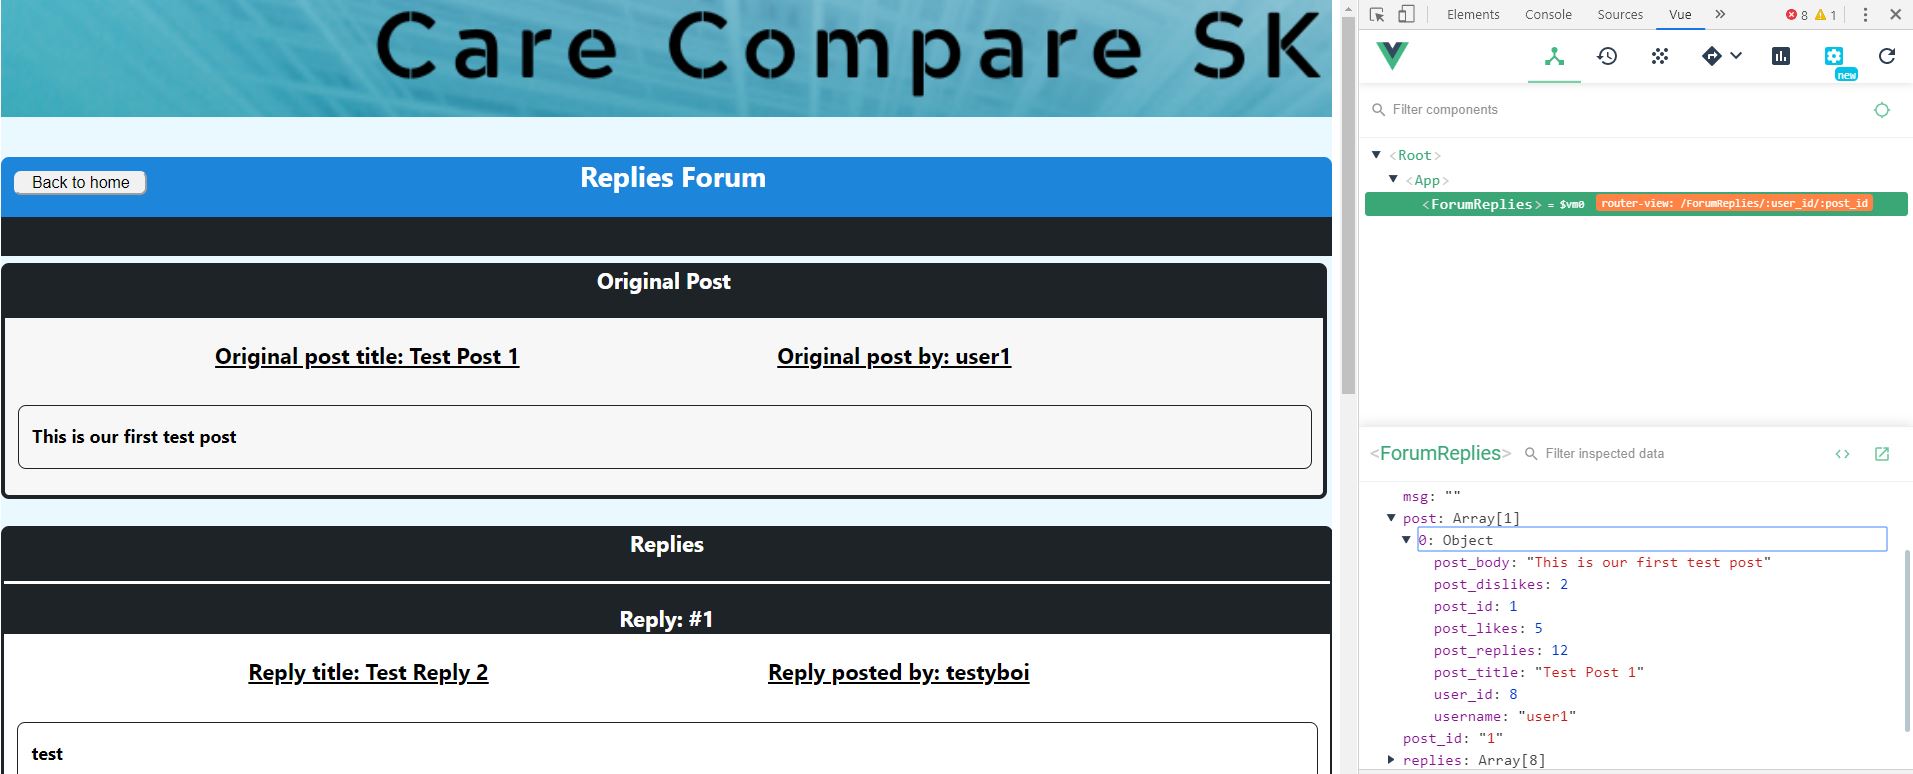 Care Compare SK
Back to home
Replies Forum
Original Post
Original post title: Test Post 1
Original post by: user1
This is our first test post
Replies
Reply: #1
Reply title: Test Reply 2
Reply posted by: testyboi
test
Elements Console Sources Vue » 8 1
new
Filter components
<Root>
<App>
<ForumReplies> = $vm0 router-view: /ForumReplies/:user_id/:post_id
<ForumReplies> Filter inspected data
msg: ""
post: Array[1]
0: Object
post_body: "This is our first test post"
post_dislikes: 2
post_id: 1
post_likes: 5
post_replies: 12
post_title: "Test Post 1"
user_id: 8
username: "user1"
post_id: "1"
replies: Array[8]